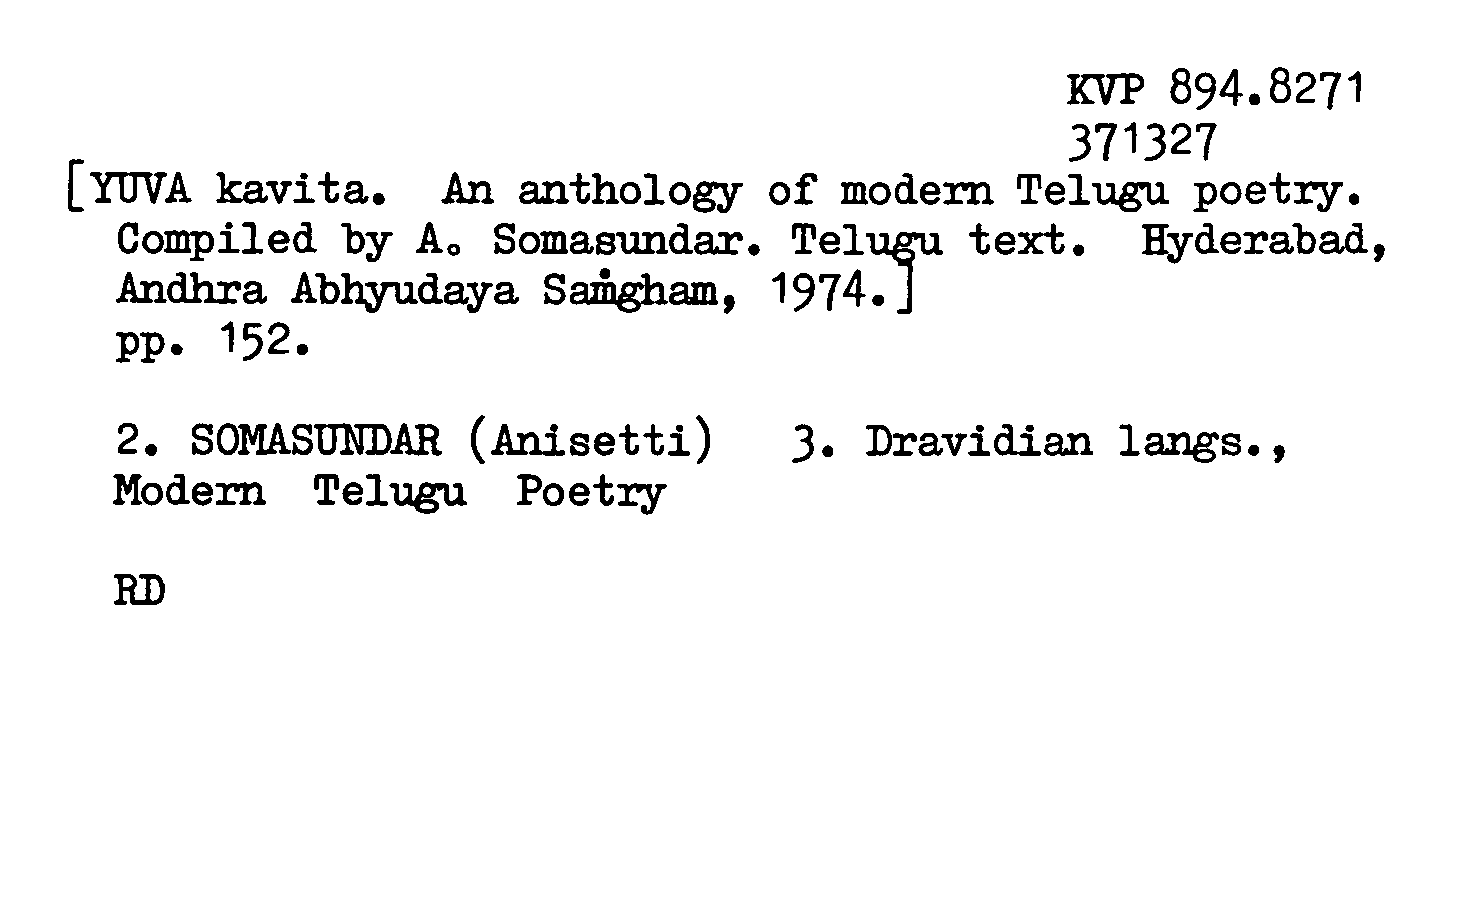 KVP 894.8271
371327
[YUVA kavita. An anthology of modern Telugu poetry.
Compiled by A. Somasundar. Telugu text. Hyderabad,
Andhra Abhyudaya Saṁgham, 1974.]
pp. 152.
2. SOMASUNDAR (Anisetti) 3. Dravidian langs.,
Modern Telugu Poetry
RD